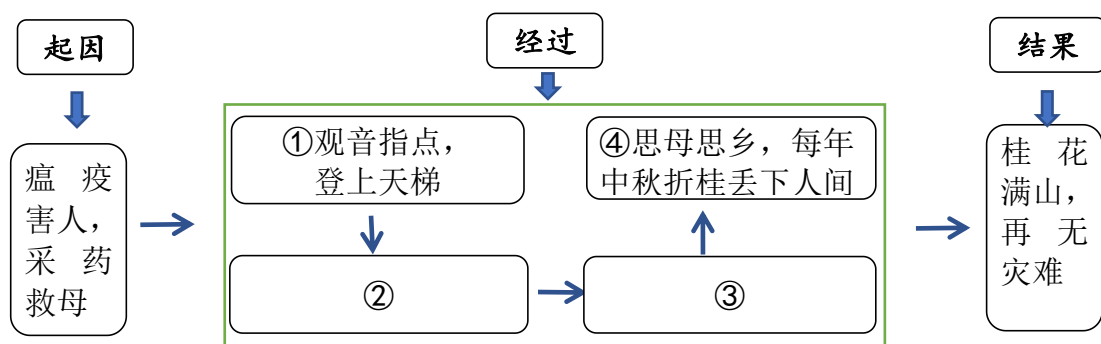 起因
经过
结果
瘟疫
害人，
采药
救母
①观音指点，
登上天梯
②
③
④思母思乡，每年
中秋折桂丢下人间
桂花
满山，
再无
灾难